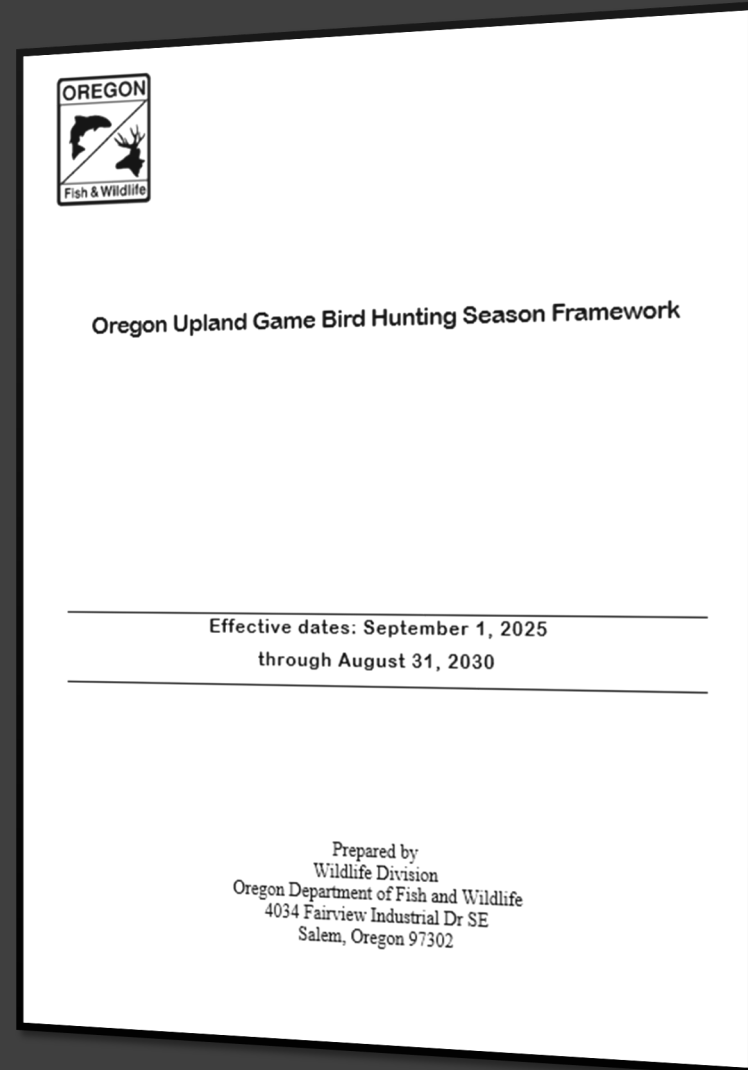 OREGON
Fish & Wildlife
Oregon Upland Game Bird Hunting Season Framework
Effective dates: September 1, 2025
through August 31, 2030
Prepared by
Wildlife Division
Oregon Department of Fish and Wildlife
4034 Fairview Industrial Dr SE
Salem, Oregon 97302